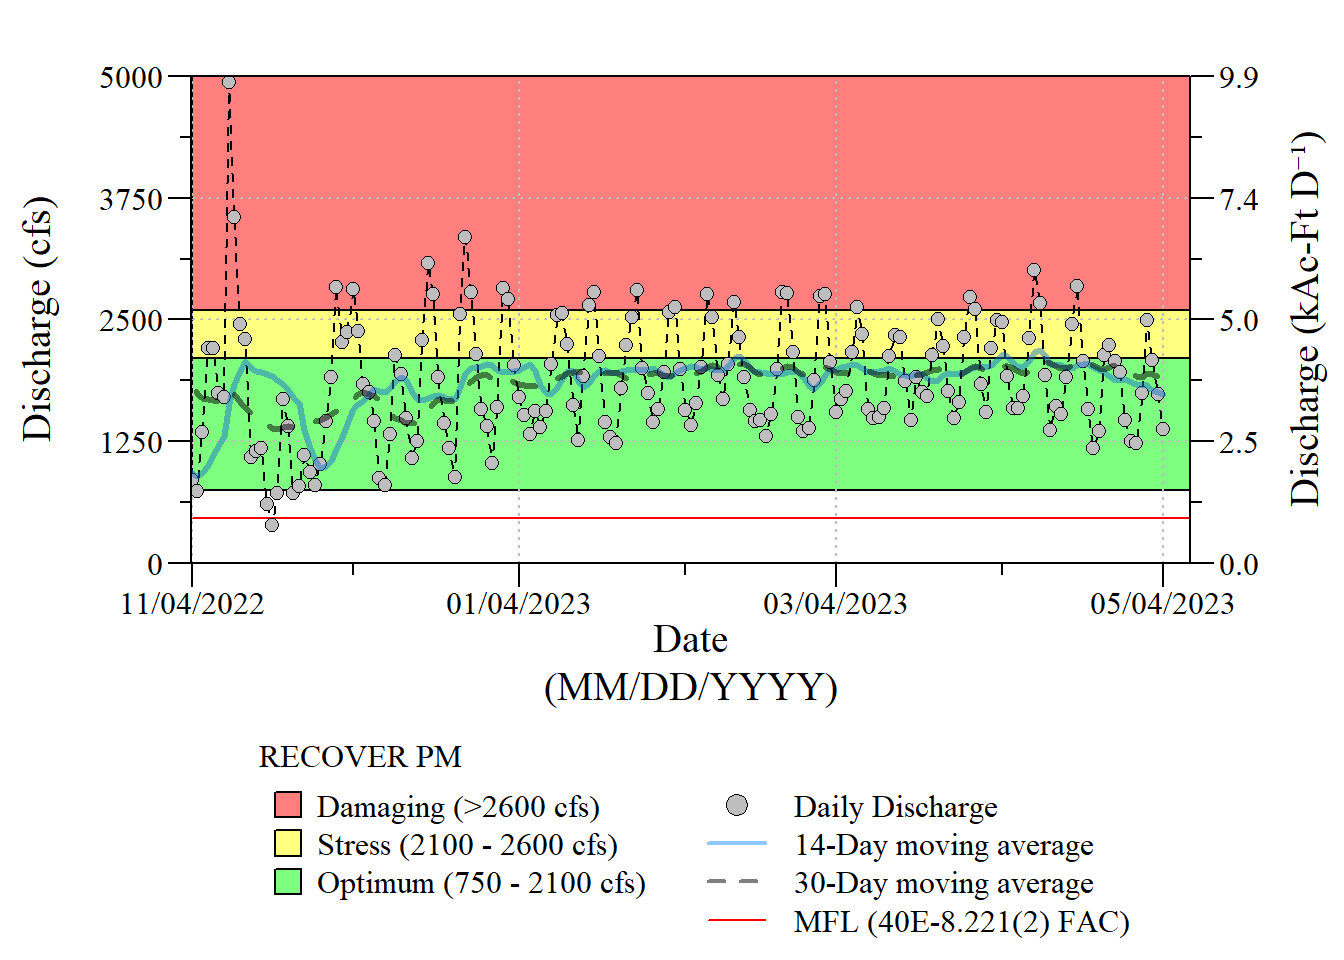 5000
3750
2500
1250
0
Discharge (cfs)
9.9
7.4
5.0
2.5
0.0
Discharge (kAc-Ft D⁻¹)
11/04/2022
01/04/2023
03/04/2023
05/04/2023
Date
(MM/DD/YYYY)
RECOVER PM
Damaging (>2600 cfs)
Stress (2100 - 2600 cfs)
Optimum (750 - 2100 cfs)
Daily Discharge
14-Day moving average
30-Day moving average
MFL (40E-8.221(2) FAC)